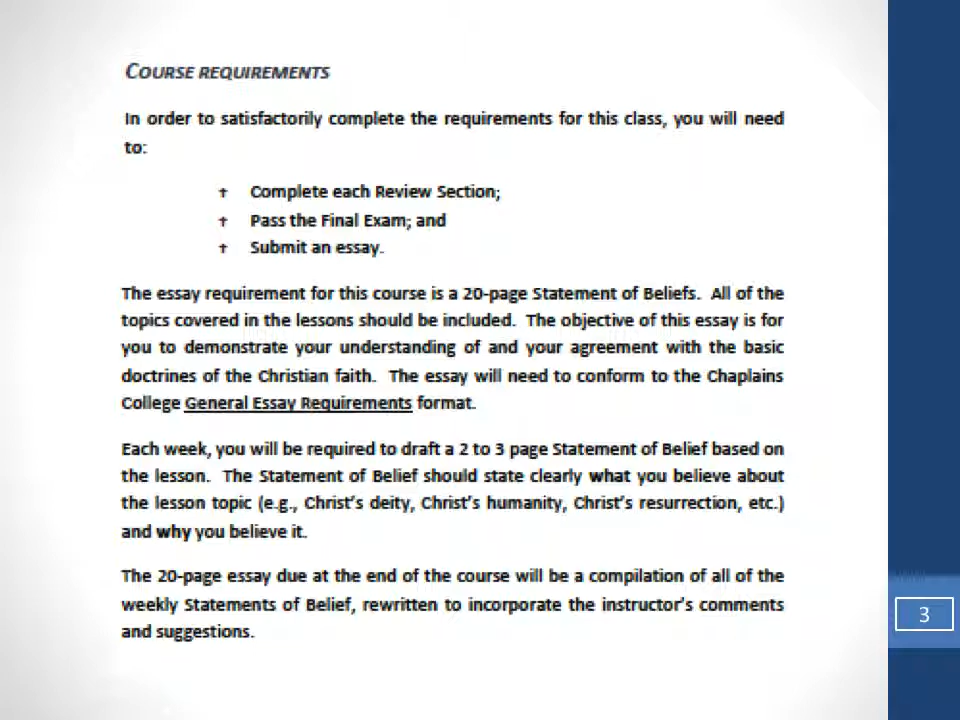 COURSE REQUIREMENTS
In order to satisfactorily complete the requirements for this class, you will need
to:
† Complete each Review Section;
† Pass the Final Exam; and
† Submit an essay.
The essay requirement for this course is a 20-page Statement of Beliefs. All of the
topics covered in the lessons should be included. The objective of this essay is for
you to demonstrate your understanding of and your agreement with the basic
doctrines of the Christian faith. The essay will need to conform to the Chaplains
College General Essay Requirements format.
Each week, you will be required to draft a 2 to 3 page Statement of Belief based on
the lesson. The Statement of Belief should state clearly what you believe about
the lesson topic (e.g., Christ's deity, Christ's humanity, Christ's resurrection, etc.)
and why you believe it.
The 20-page essay due at the end of the course will be a compilation of all of the
weekly Statements of Belief, rewritten to incorporate the instructor's comments
and suggestions.
3